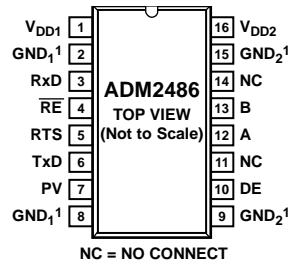 VDD1 1 16 VDD2
GND1¹ 2 15 GND2¹
RxD 3 14 NC
R̅E̅ 4 13 B
RTS 5 12 A
TxD 6 11 NC
PV 7 10 DE
GND1¹ 8 9 GND2¹
ADM2486
TOP VIEW
(Not to Scale)
NC = NO CONNECT